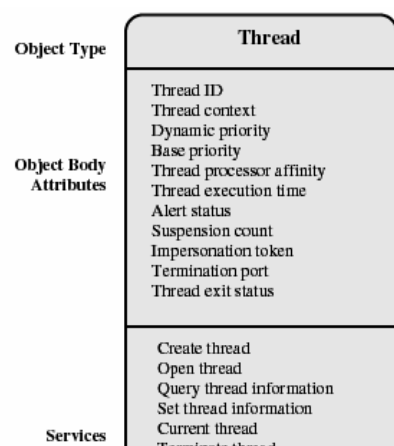 Object Type
Thread
Object Body
Attributes
Thread ID
Thread context
Dynamic priority
Base priority
Thread processor affinity
Thread execution time
Alert status
Suspension count
Impersonation token
Termination port
Thread exit status
Services
Create thread
Open thread
Query thread information
Set thread information
Current thread